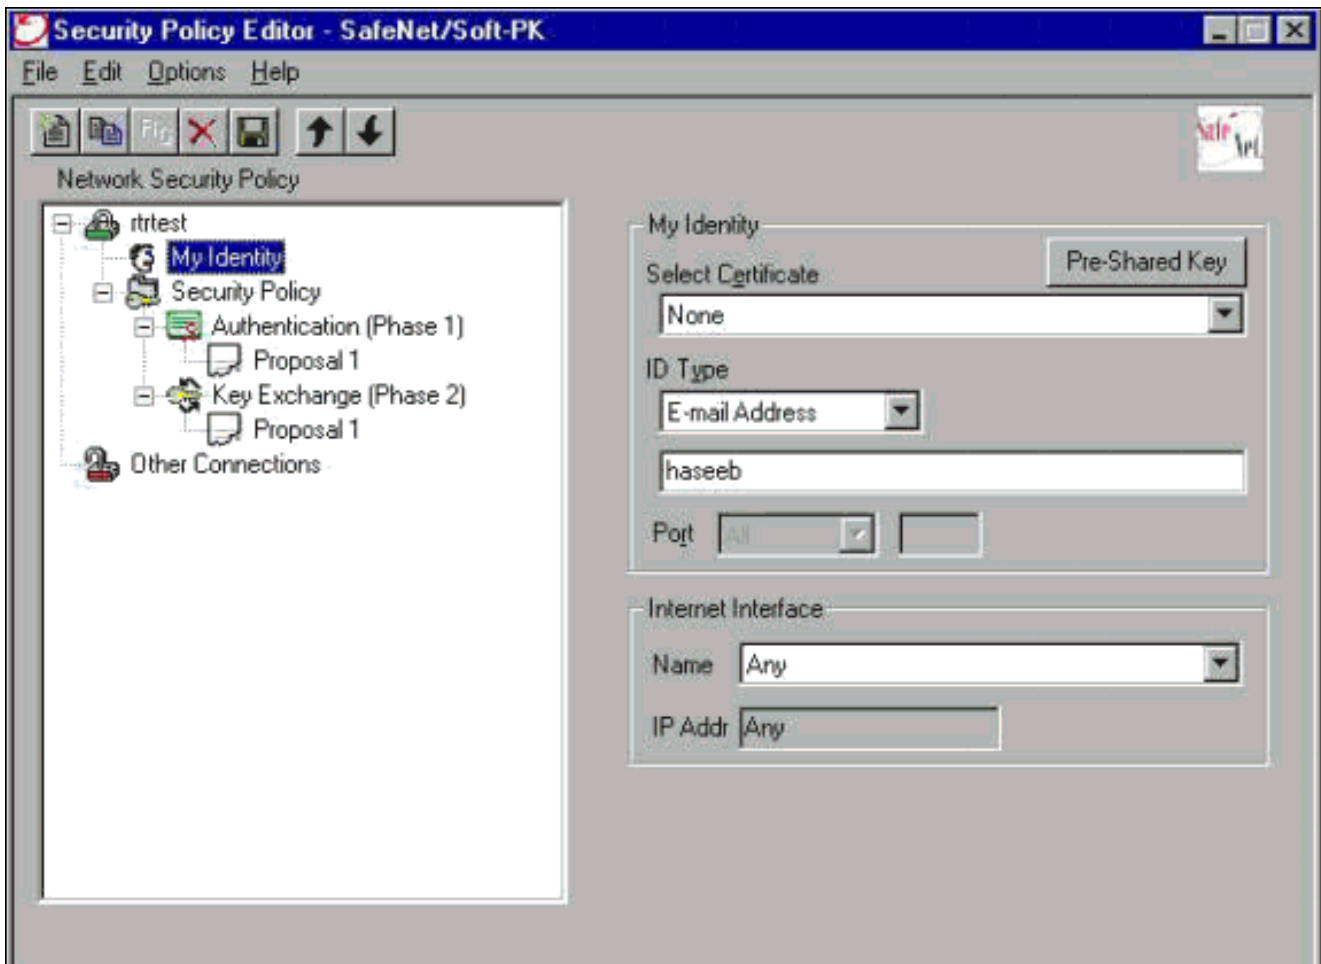 Security Policy Editor - SafeNet/Soft-PK
File Edit Options Help
Network Security Policy
rtrtest
My Identity
Security Policy
Authentication (Phase 1)
Proposal 1
Key Exchange (Phase 2)
Proposal 1
Other Connections
Safe
Net
My Identity
Pre-Shared Key
Select Certificate
None
ID Type
E-mail Address
haseeb
Port All
Internet Interface
Name Any
IP Addr Any